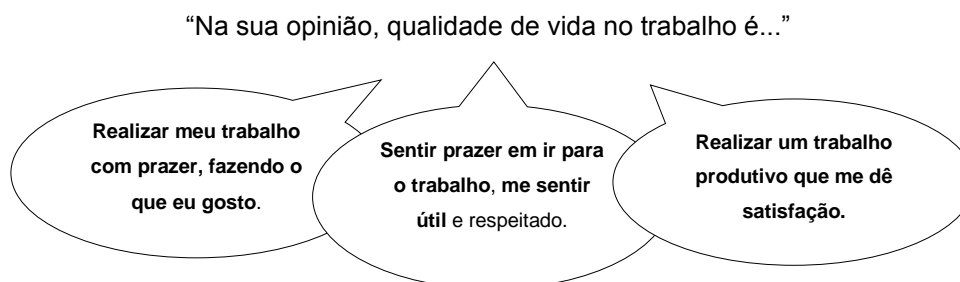 “Na sua opinião, qualidade de vida no trabalho é...”
Realizar meu trabalho
com prazer, fazendo o
que eu gosto.
Sentir prazer em ir para
o trabalho, me sentir
útil e respeitado.
Realizar um trabalho
produtivo que me dê
satisfação.